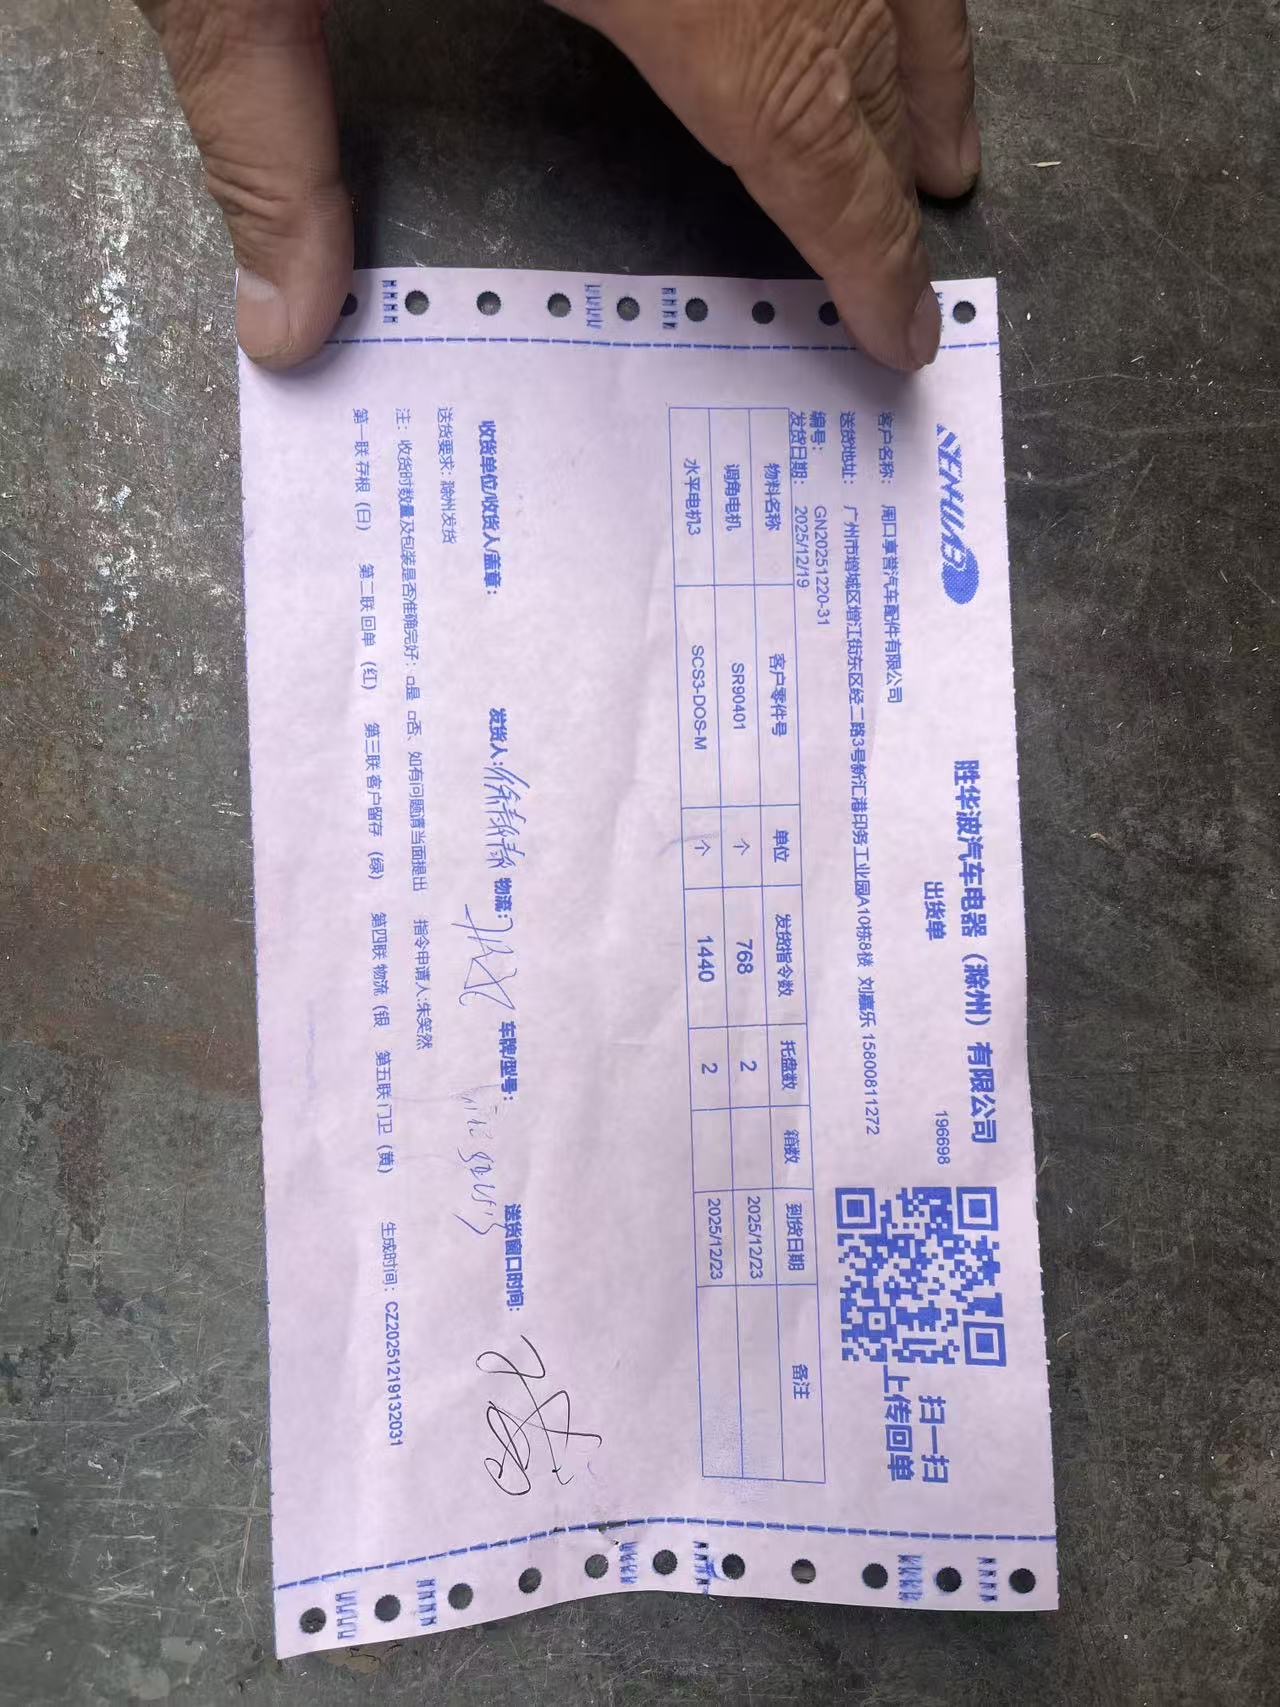 SHENGHUABO
胜华波汽车电器（滁州）有限公司
出货单
196698
扫一扫
上传回单
客户名称： 周口享誉汽车配件有限公司
送货地址： 广州市增城区增江街东区经二路3号新汇港印务工业园A10栋8楼 刘嘉乐 15800811272
编号： GN20251220-31
发货日期： 2025/12/19
物料名称 客户零件号 单位 发货指令数 托盘数 箱数 到货日期 备注
调角电机 SR90401 个 768 2 2025/12/23
水平电机3 SCS3-DOS-M 个 1440 2 2025/12/23
收货单位/收货人/盖章： 发货人： 物流： 车牌/型号： 送货窗口时间：
送货要求：滁州发货
注：收货时数量及包装是否准确完好：□是 □否、如有问题请当面提出 指令申请人:朱笑然
第一联 存根（白） 第二联 回单（红） 第三联 客户留存（绿） 第四联 物流（银 第五联 门卫（黄） 生成时间：CZ20251219132031